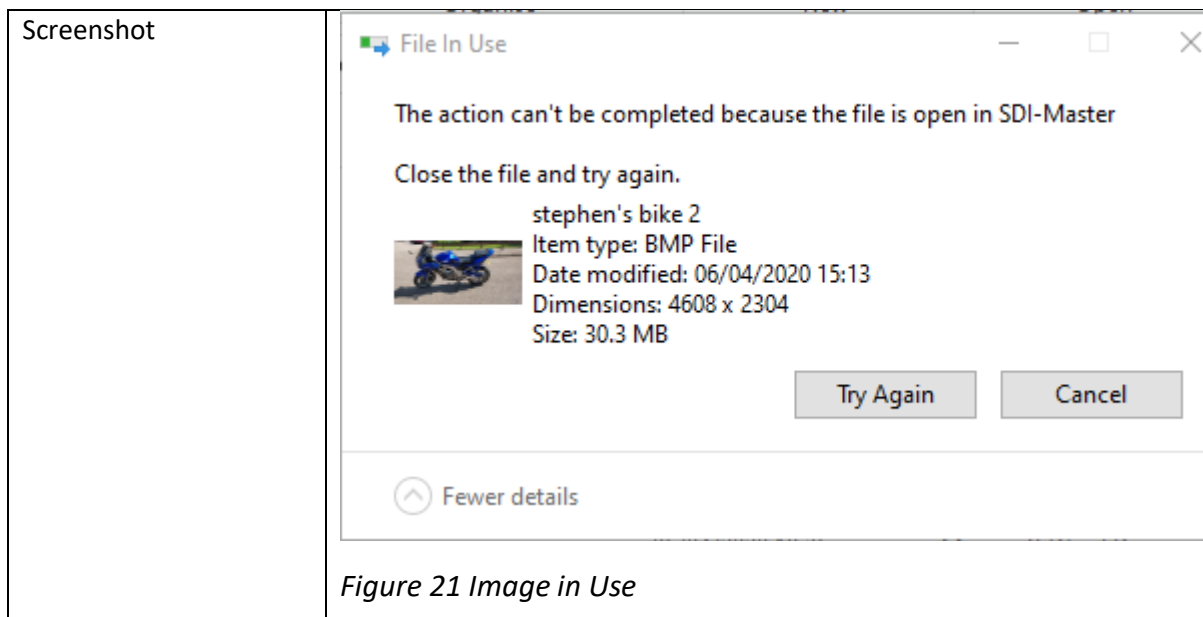 Screenshot
File In Use
The action can't be completed because the file is open in SDI-Master
Close the file and try again.
stephen's bike 2
Item type: BMP File
Date modified: 06/04/2020 15:13
Dimensions: 4608 x 2304
Size: 30.3 MB
Try Again
Cancel
Fewer details
Figure 21 Image in Use